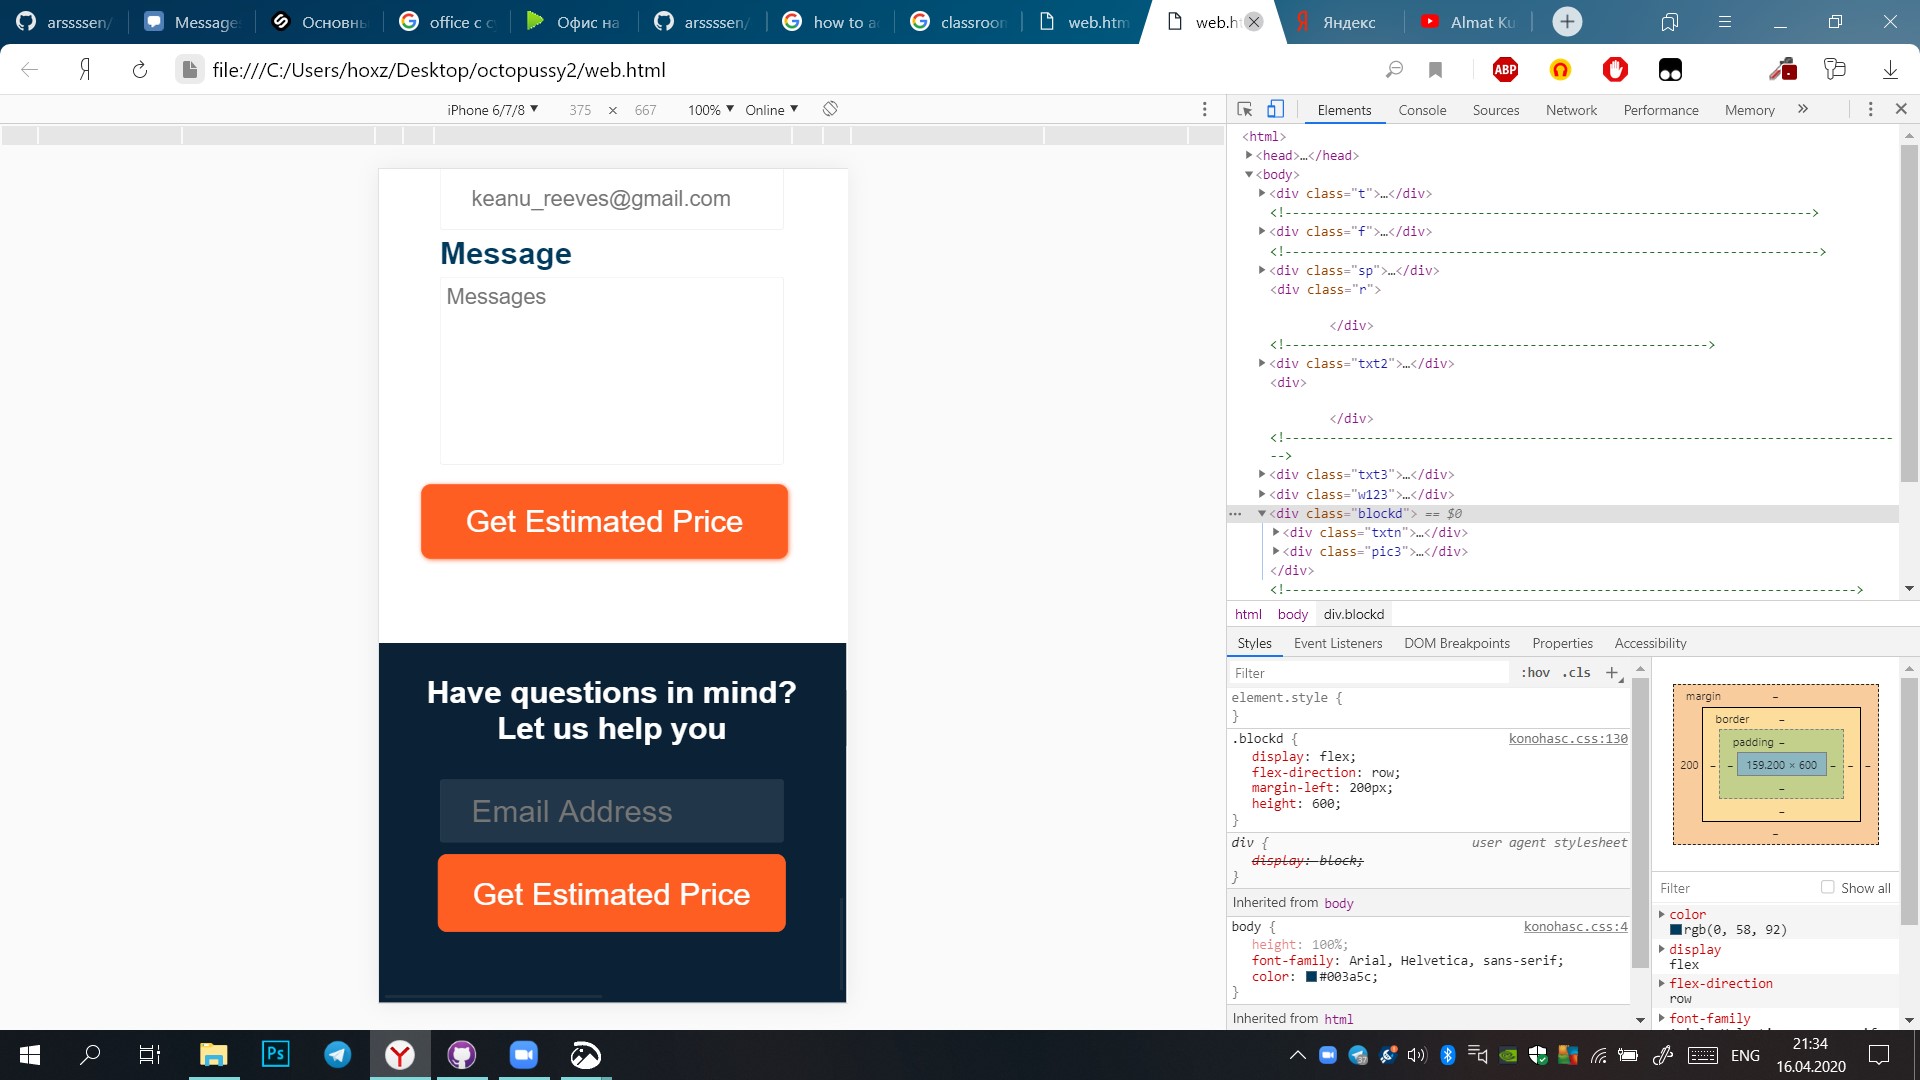 arssssen/
Message
Основны
office с
Офис на
arsssssen/
how to a
classroon
web.htm
web.ht
Яндекс
Almat Ku
file:///C:/Users/hoxz/Desktop/octopussy2/web.html
ABP
iPhone 6/7/8 ▼ 375 × 667 100% ▼ Online ▼
Elements Console Sources Network Performance Memory »
keanu_reeves@gmail.com
Message
Messages
Get Estimated Price
Have questions in mind?
Let us help you
Email Address
Get Estimated Price
<html>
<head>…</head>
<body>
<div class="t">…</div>
<!---------------------------------------------------------------------->
<div class="f">…</div>
<!----------------------------------------------------------------------->
<div class="sp">…</div>
<div class="r">
</div>
<!-------------------------------------------------------->
<div class="txt2">…</div>
<div>
</div>
<!--------------------------------------------------------------------------------
-->
<div class="txt3">…</div>
<div class="w123">…</div>
<div class="blockd"> == $0
<div class="txtn">…</div>
<div class="pic3">…</div>
</div>
<!---------------------------------------------------------------------------->
html body div.blockd
Styles Event Listeners DOM Breakpoints Properties Accessibility
Filter :hov .cls +
element.style {
}
.blockd { konohasc.css:130
display: flex;
flex-direction: row;
margin-left: 200px;
height: 600;
}
div { user agent stylesheet
display: block;
}
Inherited from body
body { konohasc.css:4
height: 100%;
font-family: Arial, Helvetica, sans-serif;
color: #003a5c;
}
Inherited from html
margin –
border –
padding –
200 – – 159.200 × 600 – – –
–
–
–
Filter Show all
color
rgb(0, 58, 92)
display
flex
flex-direction
row
font-family
Ps
ENG
21:34
16.04.2020